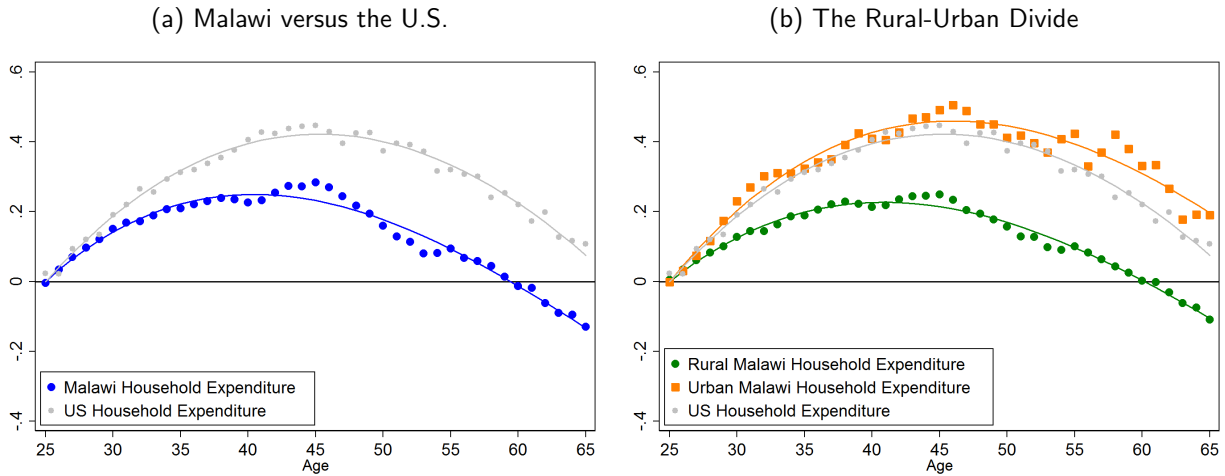 (a) Malawi versus the U.S.
.6
.4
.2
0
-.2
-.4
Malawi Household Expenditure
US Household Expenditure
25 30 35 40 45 50 55 60 65
Age
(b) The Rural-Urban Divide
.6
.4
.2
0
-.2
-.4
Rural Malawi Household Expenditure
Urban Malawi Household Expenditure
US Household Expenditure
25 30 35 40 45 50 55 60 65
Age